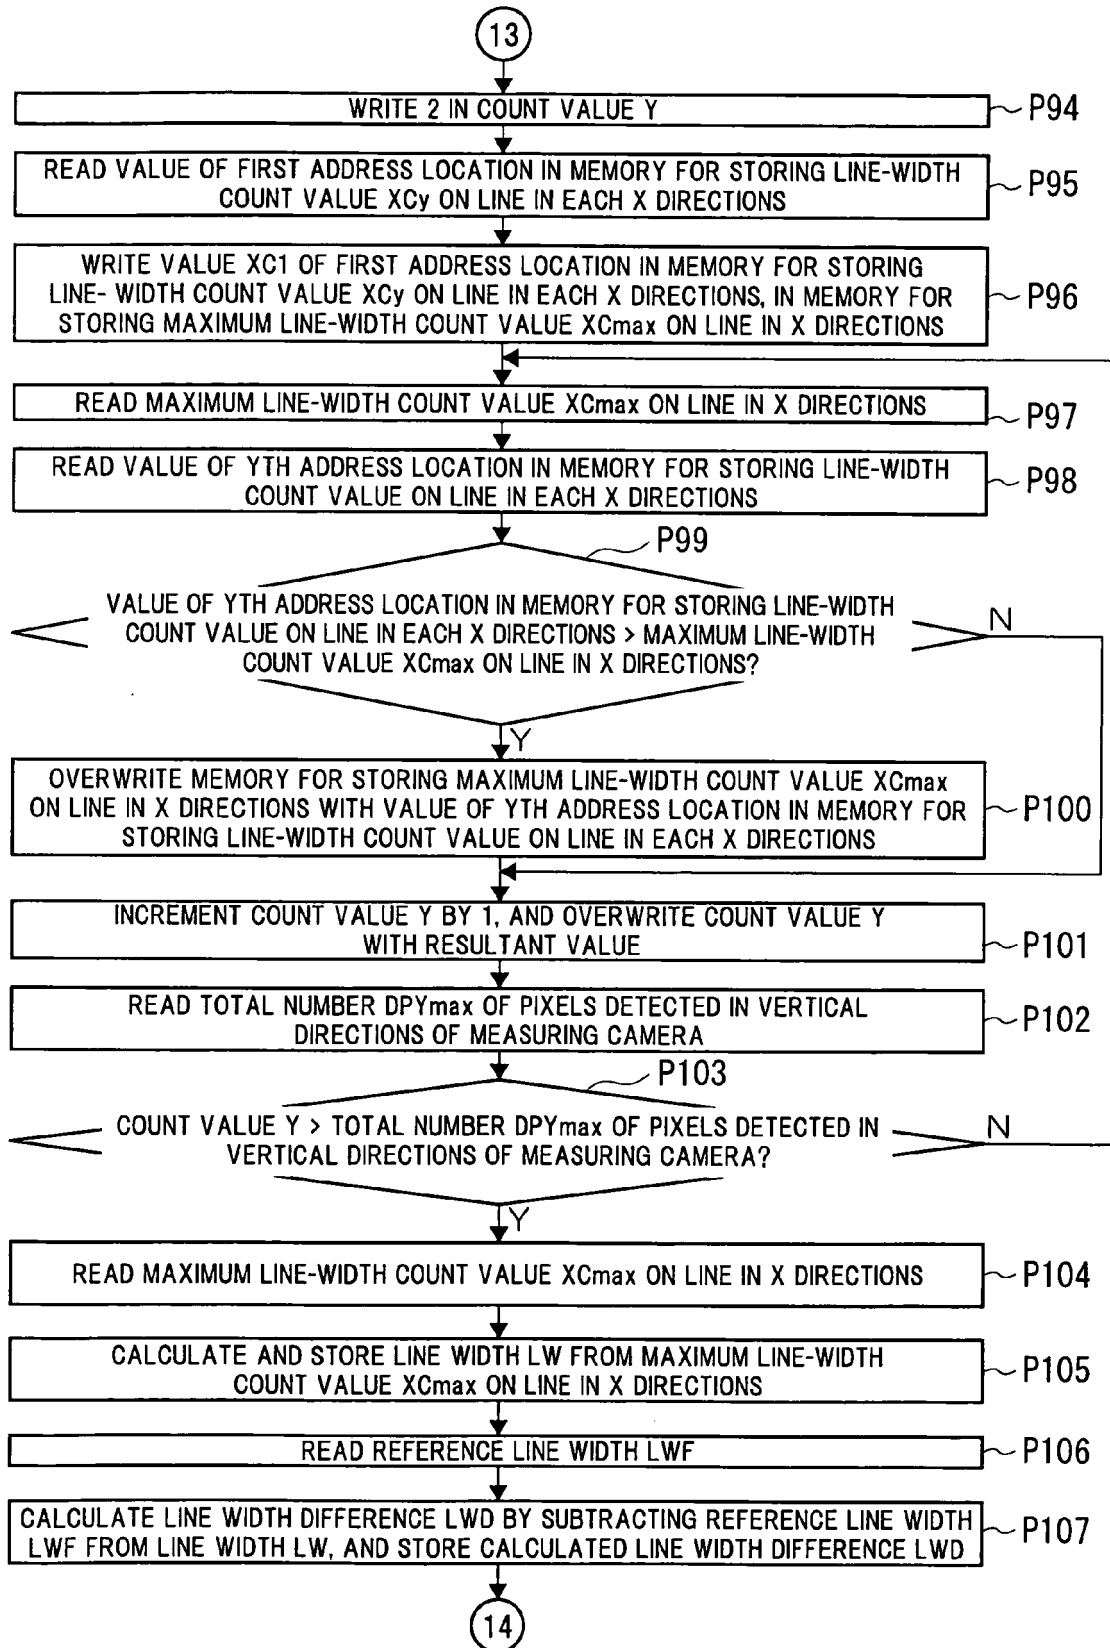 13
WRITE 2 IN COUNT VALUE Y
P94
READ VALUE OF FIRST ADDRESS LOCATION IN MEMORY FOR STORING LINE-WIDTH
COUNT VALUE XCy ON LINE IN EACH X DIRECTIONS
P95
WRITE VALUE XC1 OF FIRST ADDRESS LOCATION IN MEMORY FOR STORING
LINE- WIDTH COUNT VALUE XCy ON LINE IN EACH X DIRECTIONS, IN MEMORY FOR
STORING MAXIMUM LINE-WIDTH COUNT VALUE XCmax ON LINE IN X DIRECTIONS
P96
READ MAXIMUM LINE-WIDTH COUNT VALUE XCmax ON LINE IN X DIRECTIONS
P97
READ VALUE OF YTH ADDRESS LOCATION IN MEMORY FOR STORING LINE-WIDTH
COUNT VALUE ON LINE IN EACH X DIRECTIONS
P98
P99
VALUE OF YTH ADDRESS LOCATION IN MEMORY FOR STORING LINE-WIDTH
COUNT VALUE ON LINE IN EACH X DIRECTIONS > MAXIMUM LINE-WIDTH
COUNT VALUE XCmax ON LINE IN X DIRECTIONS?
N
Y
OVERWRITE MEMORY FOR STORING MAXIMUM LINE-WIDTH COUNT VALUE XCmax
ON LINE IN X DIRECTIONS WITH VALUE OF YTH ADDRESS LOCATION IN MEMORY FOR
STORING LINE-WIDTH COUNT VALUE ON LINE IN EACH X DIRECTIONS
P100
INCREMENT COUNT VALUE Y BY 1, AND OVERWRITE COUNT VALUE Y
WITH RESULTANT VALUE
P101
READ TOTAL NUMBER DPYmax OF PIXELS DETECTED IN VERTICAL
DIRECTIONS OF MEASURING CAMERA
P102
P103
COUNT VALUE Y > TOTAL NUMBER DPYmax OF PIXELS DETECTED IN
VERTICAL DIRECTIONS OF MEASURING CAMERA?
N
Y
READ MAXIMUM LINE-WIDTH COUNT VALUE XCmax ON LINE IN X DIRECTIONS
P104
CALCULATE AND STORE LINE WIDTH LW FROM MAXIMUM LINE-WIDTH
COUNT VALUE XCmax ON LINE IN X DIRECTIONS
P105
READ REFERENCE LINE WIDTH LWF
P106
CALCULATE LINE WIDTH DIFFERENCE LWD BY SUBTRACTING REFERENCE LINE WIDTH
LWF FROM LINE WIDTH LW, AND STORE CALCULATED LINE WIDTH DIFFERENCE LWD
P107
14